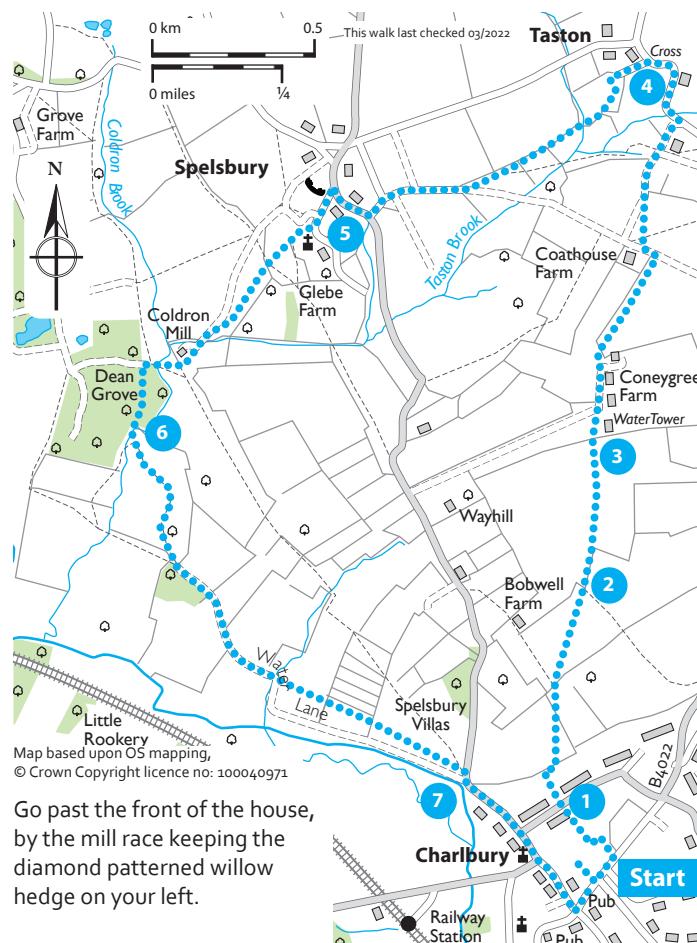 0 km 0.5
This walk last checked 03/2022
0 miles ¼
Taston
Cross
4
Grove
Farm
Coldron Brook
Spelsbury
N
5
Taston Brook
Coathouse
Farm
Glebe
Farm
Coldron
Mill
Dean
Grove
6
Coneygree
Farm
Water Tower
3
Wayhill
2
Bobwell
Farm
Water
Lane
Spelsbury
Villas
Little
Rookery
B4022
Map based upon OS mapping,
© Crown Copyright licence no: 100040971
7
1
Go past the front of the house,
by the mill race keeping the
diamond patterned willow
hedge on your left.
Charlbury
Start
Pub
Railway
Station
Pub